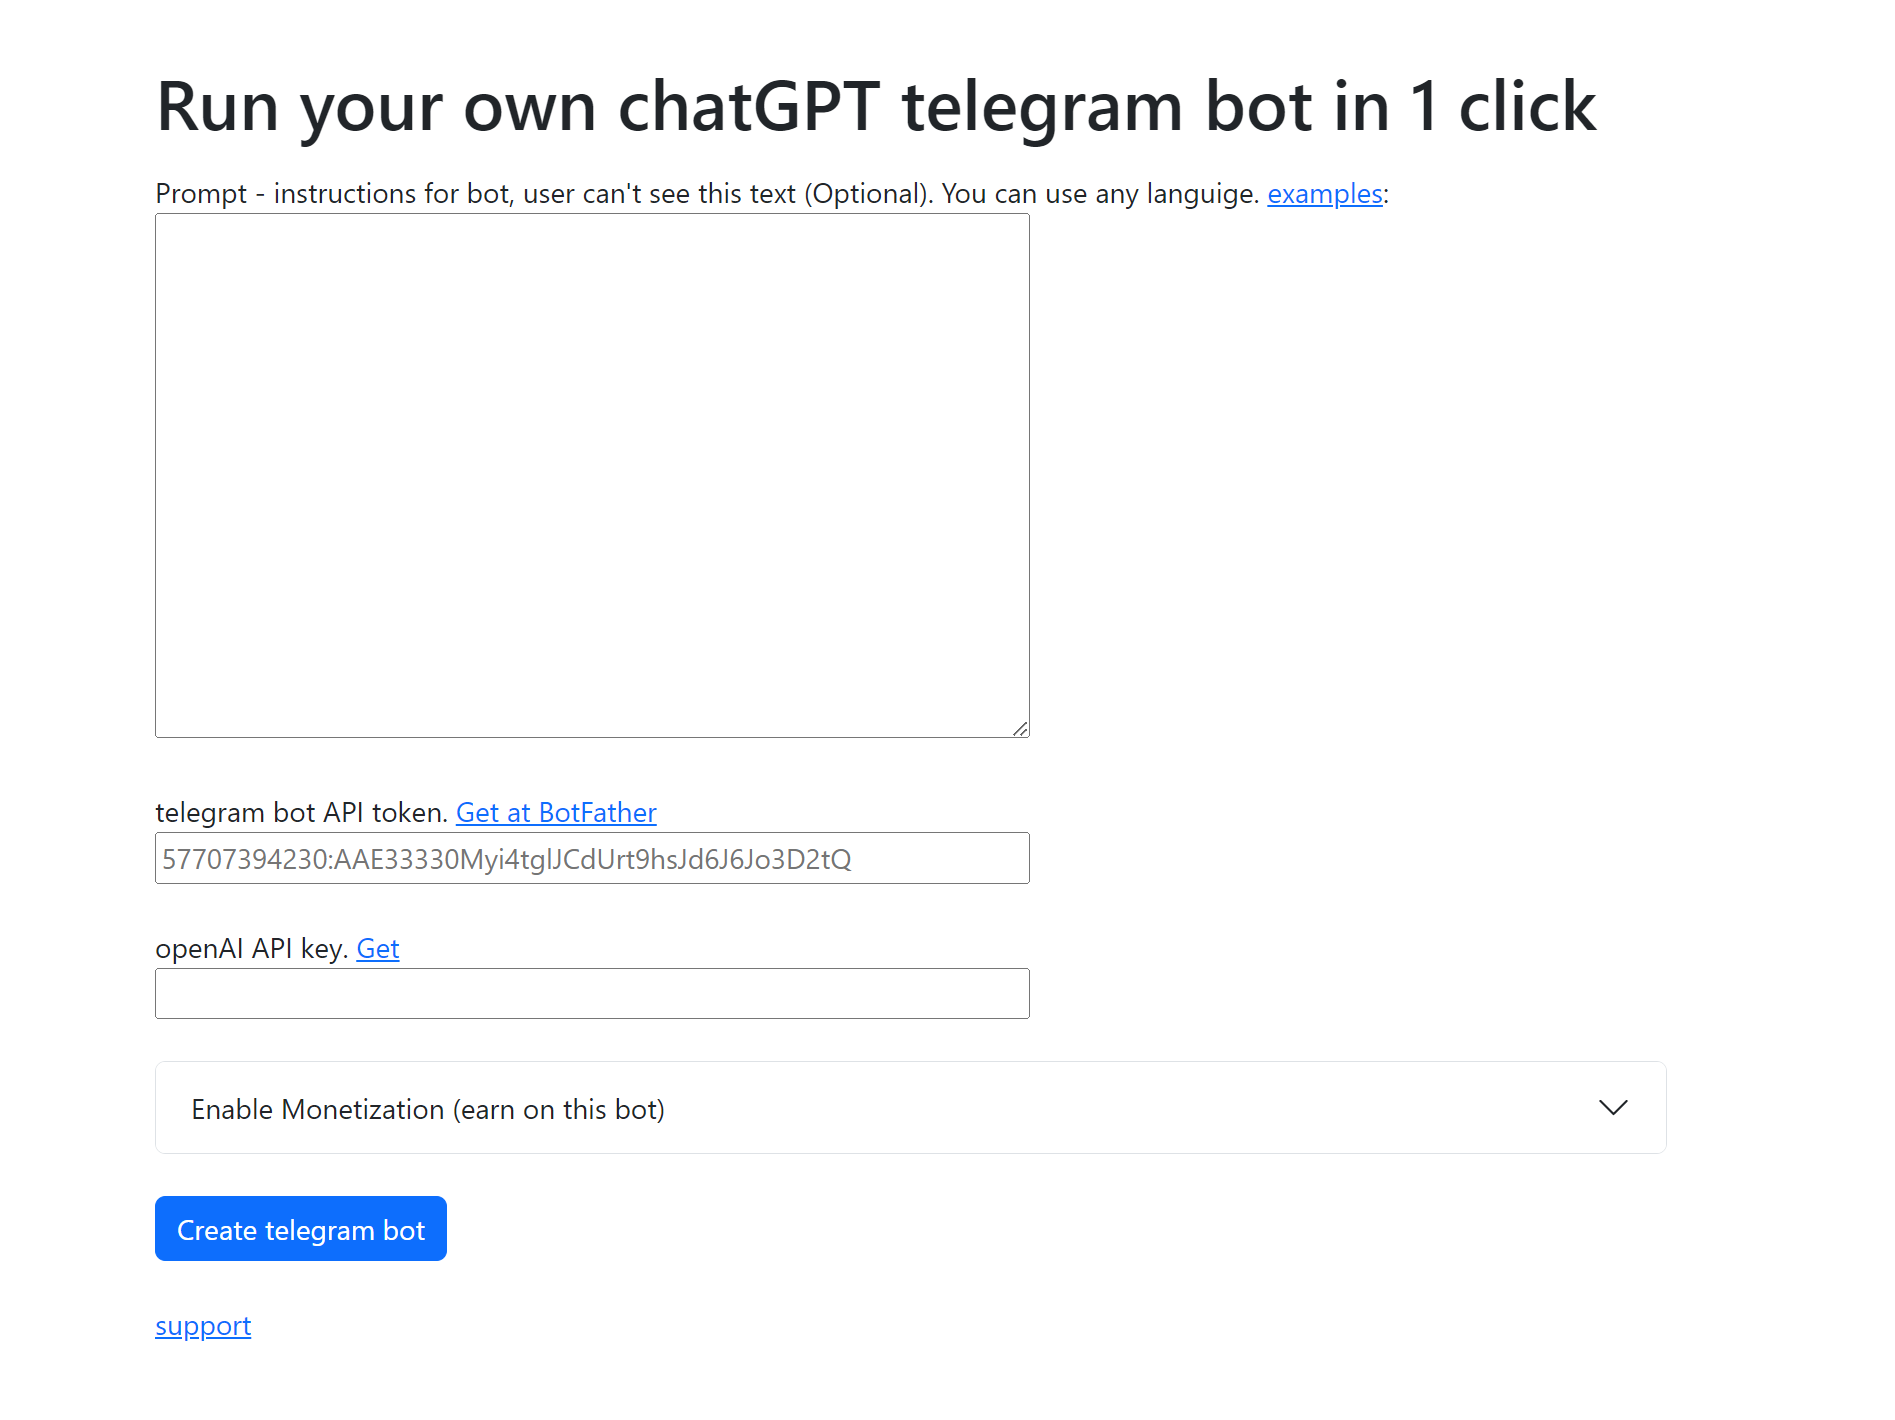 Run your own chatGPT telegram bot in 1 click
Prompt - instructions for bot, user can't see this text (Optional). You can use any languige. examples:
telegram bot API token. Get at BotFather
57707394230:AAE33330Myi4tglJCdUrt9hsJd6J6Jo3D2tQ
openAI API key. Get
Enable Monetization (earn on this bot)
Create telegram bot
support